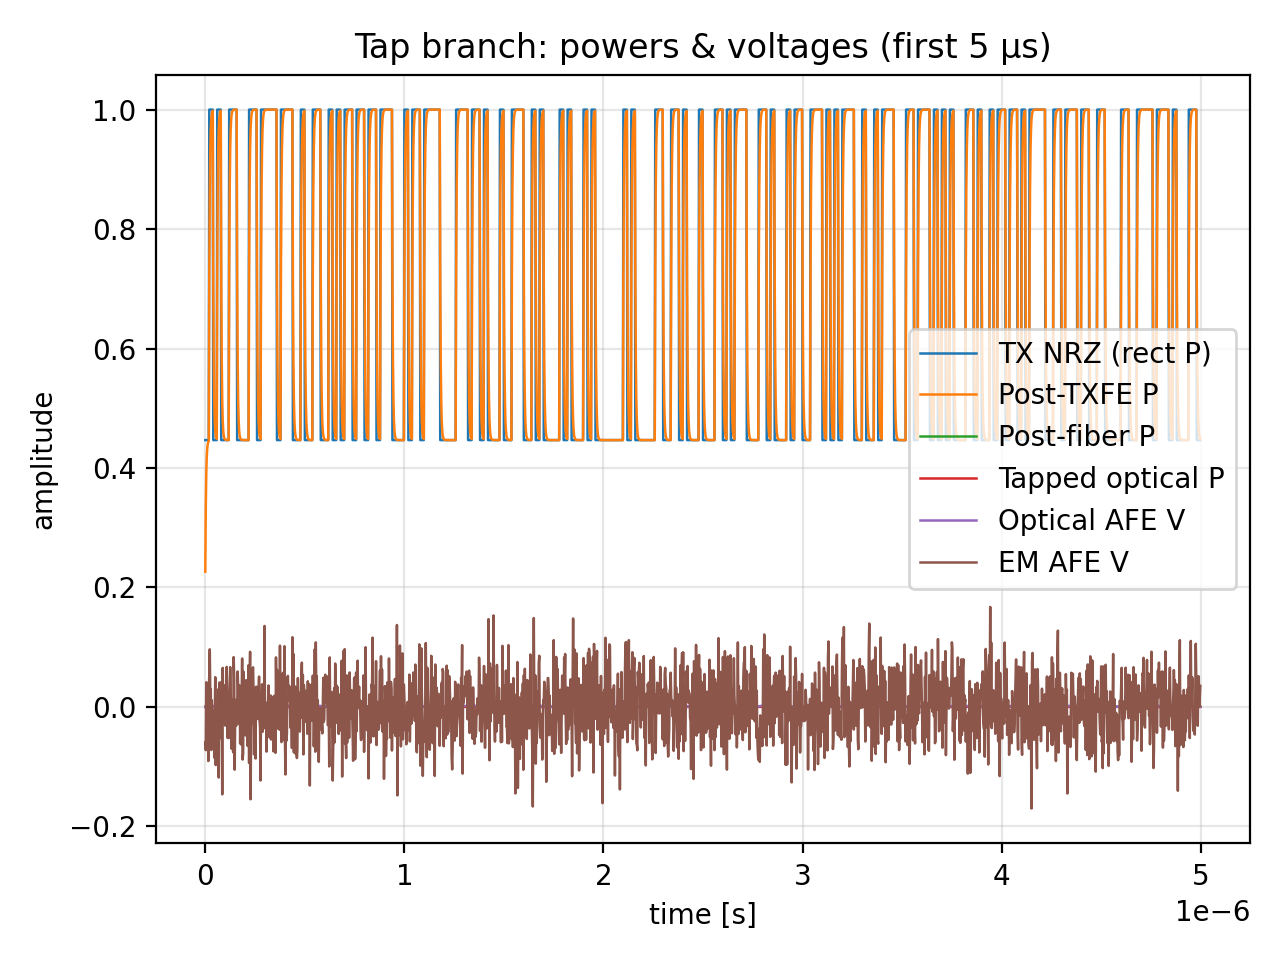 Tap branch: powers & voltages (first 5 µs)
amplitude
1.0
0.8
0.6
0.4
0.2
0.0
−0.2
TX NRZ (rect P)
Post-TXFE P
Post-fiber P
Tapped optical P
Optical AFE V
EM AFE V
0 1 2 3 4 5
1e−6
time [s]